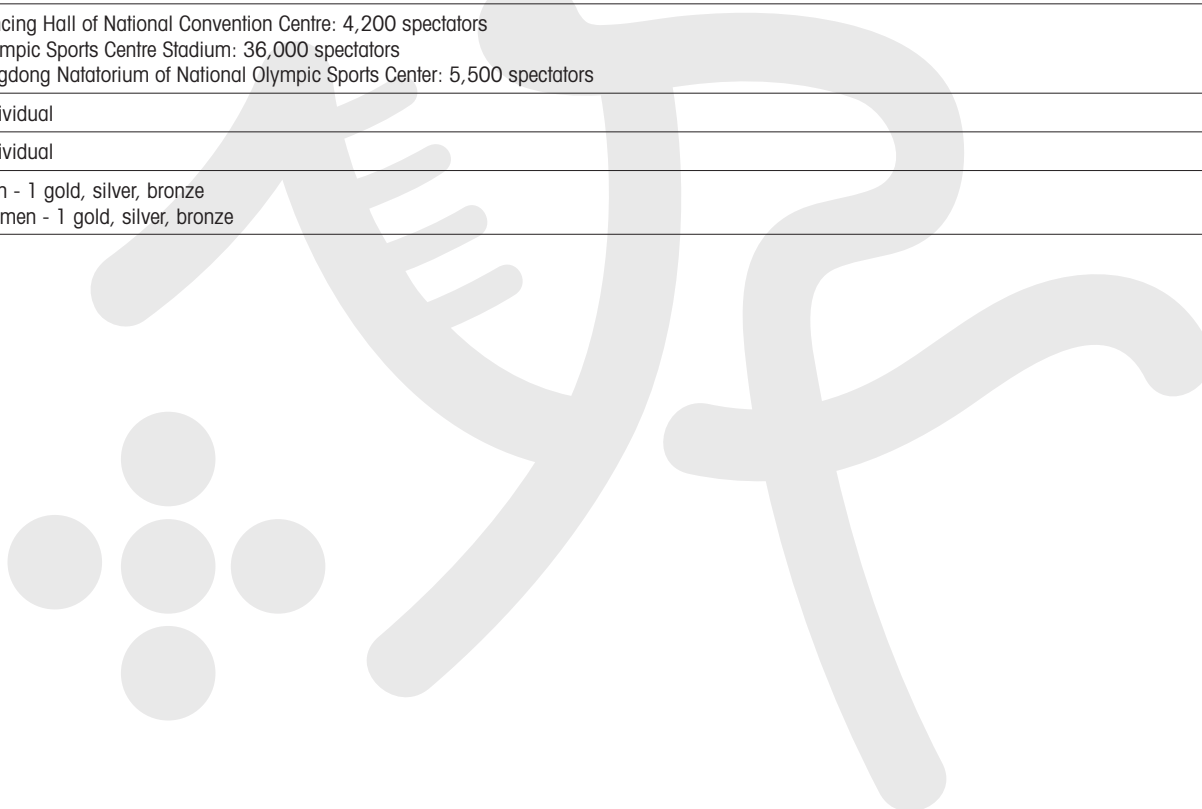 ncing Hall of National Convention Centre: 4,200 spectators
mpic Sports Centre Stadium: 36,000 spectators
gdong Natatorium of National Olympic Sports Center: 5,500 spectators
ividual
ividual
n - 1 gold, silver, bronze
men - 1 gold, silver, bronze